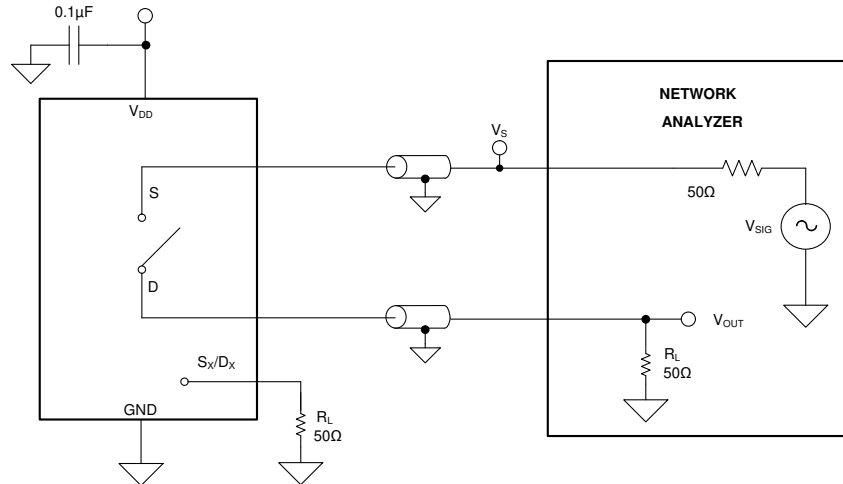 0.1µF
VDD
NETWORK
ANALYZER
VS
S
50Ω
VSIG
D
VOUT
SX/DX
RL
50Ω
GND
RL
50Ω